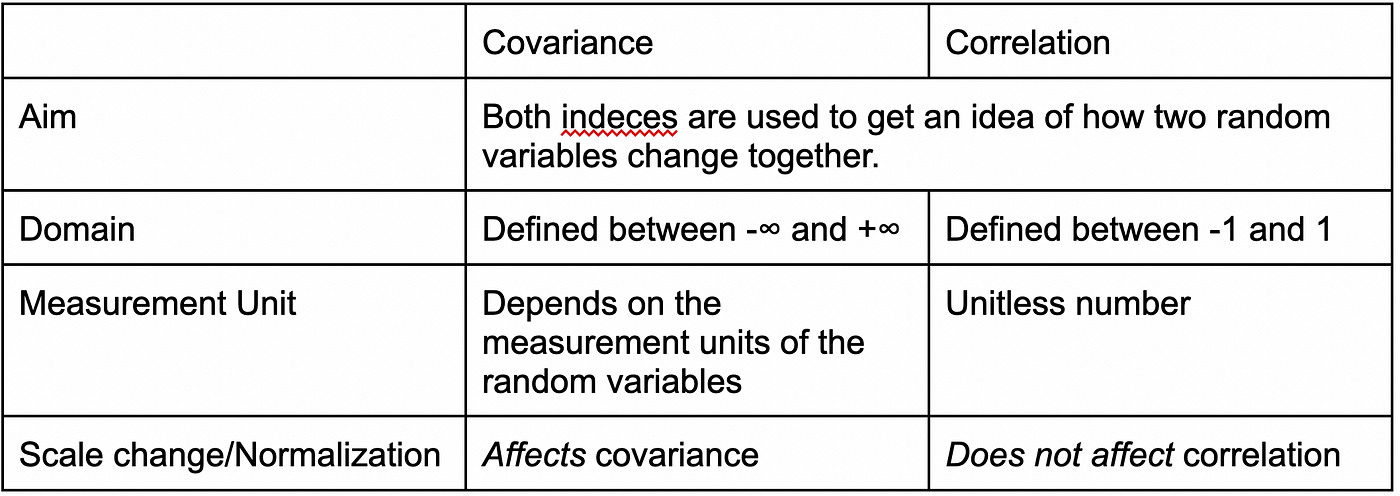 Covariance
Correlation
Aim
Both indeces are used to get an idea of how two random
variables change together.
Domain
Defined between -∞ and +∞
Defined between -1 and 1
Measurement Unit
Depends on the
measurement units of the
random variables
Unitless number
Scale change/Normalization
Affects covariance
Does not affect correlation